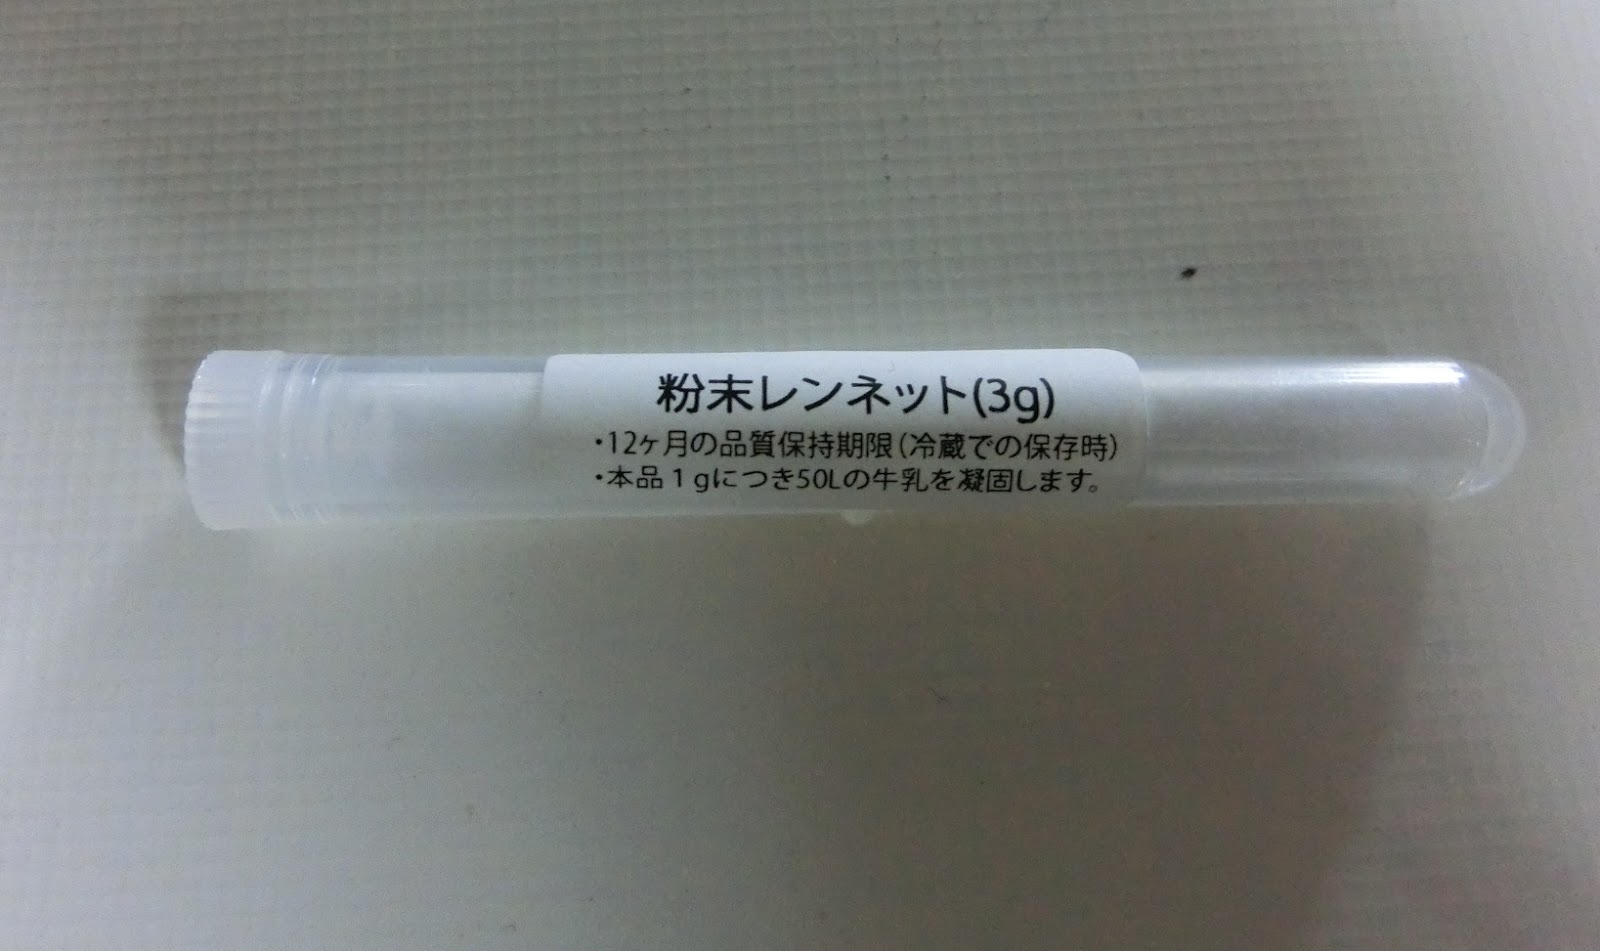 粉末レンネット(3g)
・12ヶ月の品質保持期限(冷蔵での保存時)
・本品1gにつき50Lの牛乳を凝固します。